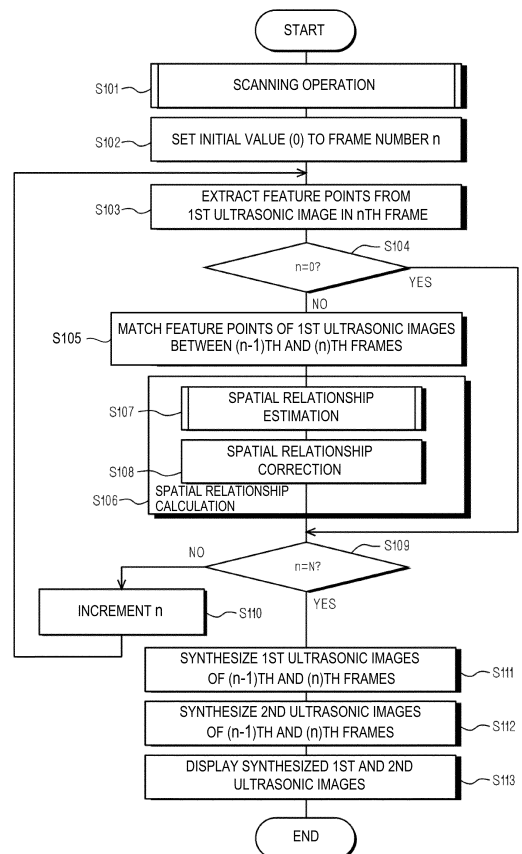 START
S101
SCANNING OPERATION
S102
SET INITIAL VALUE (0) TO FRAME NUMBER n
S103
EXTRACT FEATURE POINTS FROM
1ST ULTRASONIC IMAGE IN nTH FRAME
S104
n=0?
YES
NO
S105
MATCH FEATURE POINTS OF 1ST ULTRASONIC IMAGES
BETWEEN (n-1)TH AND (n)TH FRAMES
S107
SPATIAL RELATIONSHIP
ESTIMATION
S108
SPATIAL RELATIONSHIP
CORRECTION
S106
SPATIAL RELATIONSHIP
CALCULATION
S109
NO
n=N?
YES
INCREMENT n
S110
SYNTHESIZE 1ST ULTRASONIC IMAGES
OF (n-1)TH AND (n)TH FRAMES
S111
SYNTHESIZE 2ND ULTRASONIC IMAGES
OF (n-1)TH AND (n)TH FRAMES
S112
DISPLAY SYNTHESIZED 1ST AND 2ND
ULTRASONIC IMAGES
S113
END